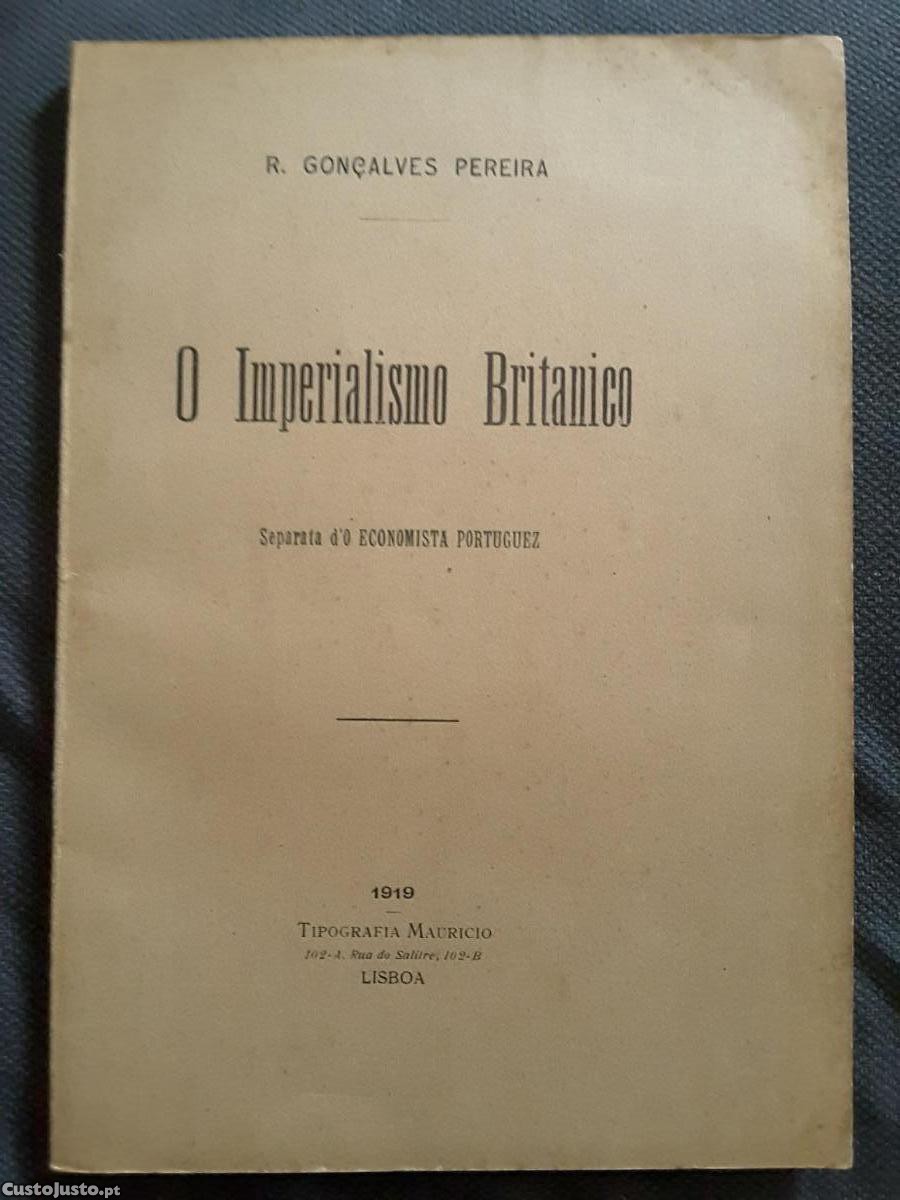 R. GONÇALVES PEREIRA
O Imperialismo Britanico
Separata d'O ECONOMISTA PORTUGUEZ
1919
TIPOGRAFIA MAURICIO
102-A. Rua do Salitre, 102-B
LISBOA
CustoJusto.pt